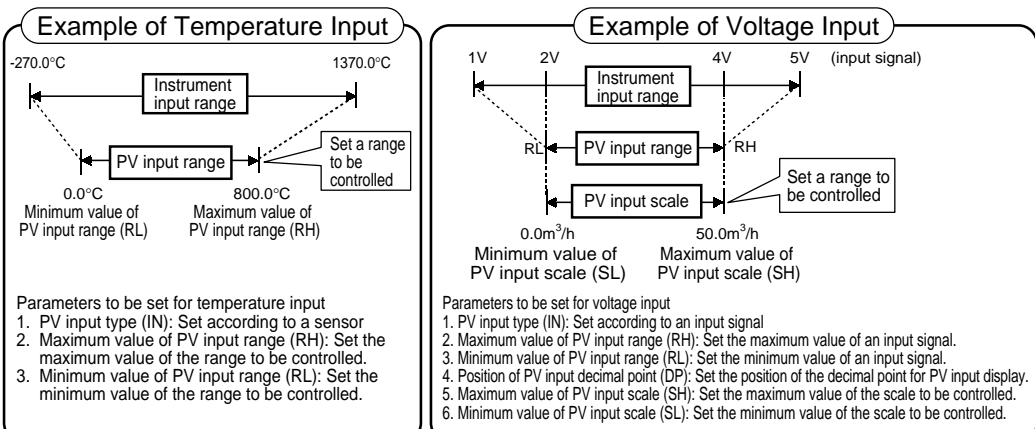 Example of Temperature Input
-270.0°C 1370.0°C
Instrument
input range
PV input range
Set a range
to be
controlled
0.0°C 800.0°C
Minimum value of Maximum value of
PV input range (RL) PV input range (RH)
Parameters to be set for temperature input
1. PV input type (IN): Set according to a sensor
2. Maximum value of PV input range (RH): Set the
maximum value of the range to be controlled.
3. Minimum value of PV input range (RL): Set the
minimum value of the range to be controlled.
Example of Voltage Input
1V 2V 4V 5V (input signal)
Instrument
input range
RL PV input range RH
PV input scale
Set a range to
be controlled
0.0m³/h 50.0m³/h
Minimum value of Maximum value of
PV input scale (SL) PV input scale (SH)
Parameters to be set for voltage input
1. PV input type (IN): Set according to an input signal
2. Maximum value of PV input range (RH): Set the maximum value of an input signal.
3. Minimum value of PV input range (RL): Set the minimum value of an input signal.
4. Position of PV input decimal point (DP): Set the position of the decimal point for PV input display.
5. Maximum value of PV input scale (SH): Set the maximum value of the scale to be controlled.
6. Minimum value of PV input scale (SL): Set the minimum value of the scale to be controlled.